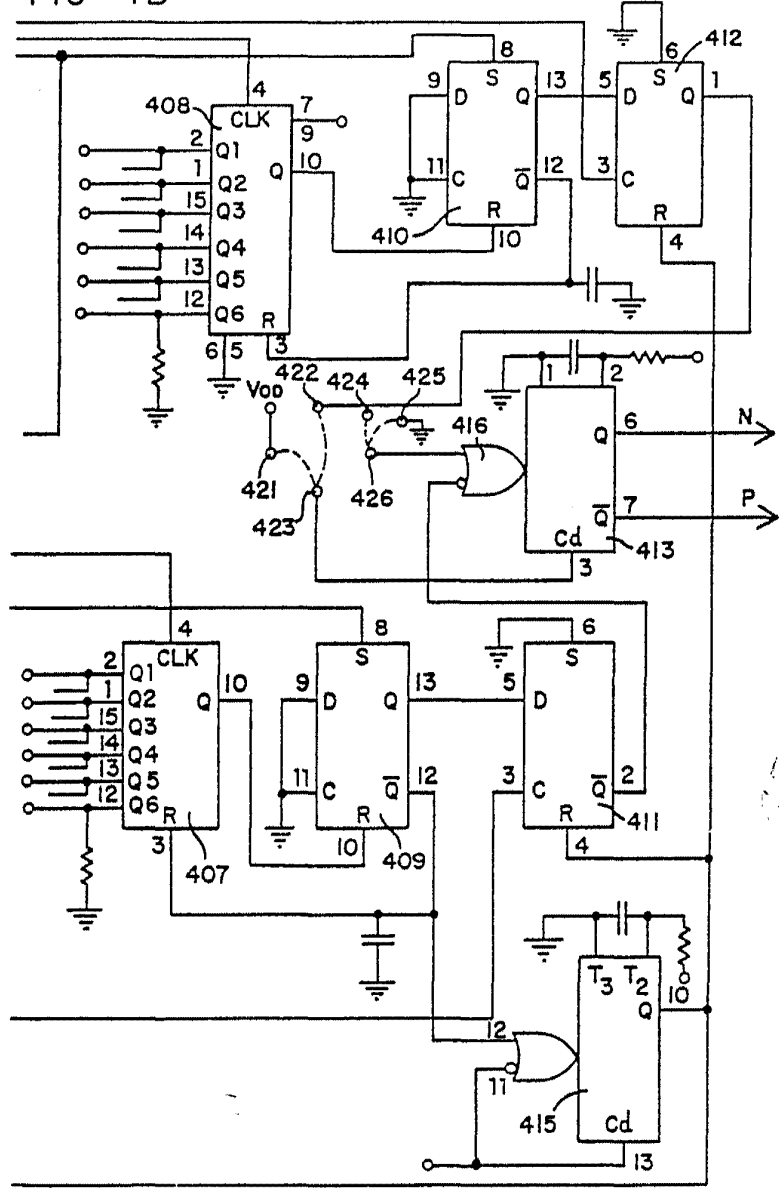 4
8
6
412
408
7
9
D
Q
13
5
D
S
Q
1
CLK
9
2
Q1
1
Q2
Q
10
11
C
Q̅
12
3
C
15
Q3
R
R
14
Q4
410
10
4
13
Q5
12
Q6
R
6 5
3
422
424
425
1
2
VDD
416
Q
6
N
421
426
Q̅
7
P
423
Cd
413
3
4
8
6
CLK
S
S
2
Q1
1
Q2
Q
10
9
D
Q
13
5
D
15
Q3
14
Q4
13
Q5
11
C
Q̅
12
3
C
Q̅
2
12
Q6
R
R
R
411
3
407
10
409
4
T3
T2
10
Q
12
11
415
Cd
13